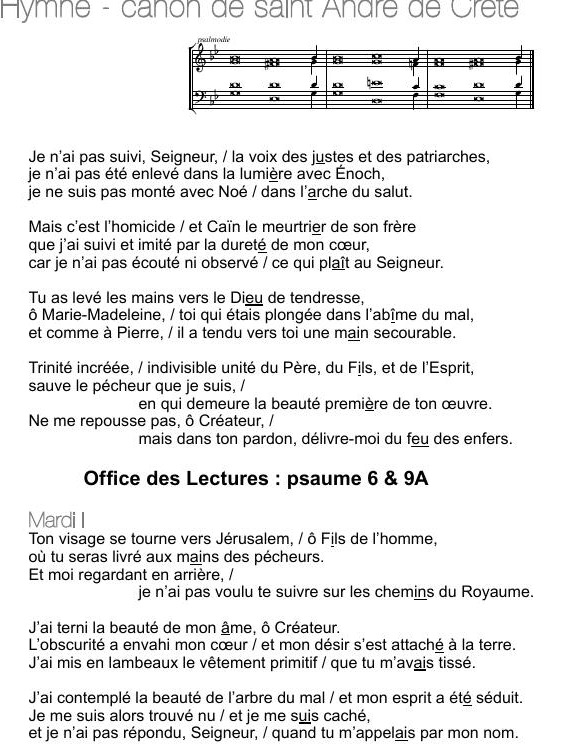 Hymne - canon de saint André de Crète
psalmodie
Je n'ai pas suivi, Seigneur, / la voix des justes et des patriarches,
je n'ai pas été enlevé dans la lumière avec Énoch,
je ne suis pas monté avec Noé / dans l'arche du salut.
Mais c'est l'homicide / et Caïn le meurtrier de son frère
que j'ai suivi et imité par la dureté de mon cœur,
car je n'ai pas écouté ni observé / ce qui plaît au Seigneur.
Tu as levé les mains vers le Dieu de tendresse,
ô Marie-Madeleine, / toi qui étais plongée dans l'abîme du mal,
et comme à Pierre, / il a tendu vers toi une main secourable.
Trinité incréée, / indivisible unité du Père, du Fils, et de l'Esprit,
sauve le pécheur que je suis, /
en qui demeure la beauté première de ton œuvre.
Ne me repousse pas, ô Créateur, /
mais dans ton pardon, délivre-moi du feu des enfers.
Office des Lectures : psaume 6 & 9A
Mardi I
Ton visage se tourne vers Jérusalem, / ô Fils de l'homme,
où tu seras livré aux mains des pécheurs.
Et moi regardant en arrière, /
je n'ai pas voulu te suivre sur les chemins du Royaume.
J'ai terni la beauté de mon âme, ô Créateur.
L'obscurité a envahi mon cœur / et mon désir s'est attaché à la terre.
J'ai mis en lambeaux le vêtement primitif / que tu m'avais tissé.
J'ai contemplé la beauté de l'arbre du mal / et mon esprit a été séduit.
Je me suis alors trouvé nu / et je me suis caché,
et je n'ai pas répondu, Seigneur, / quand tu m'appelais par mon nom.